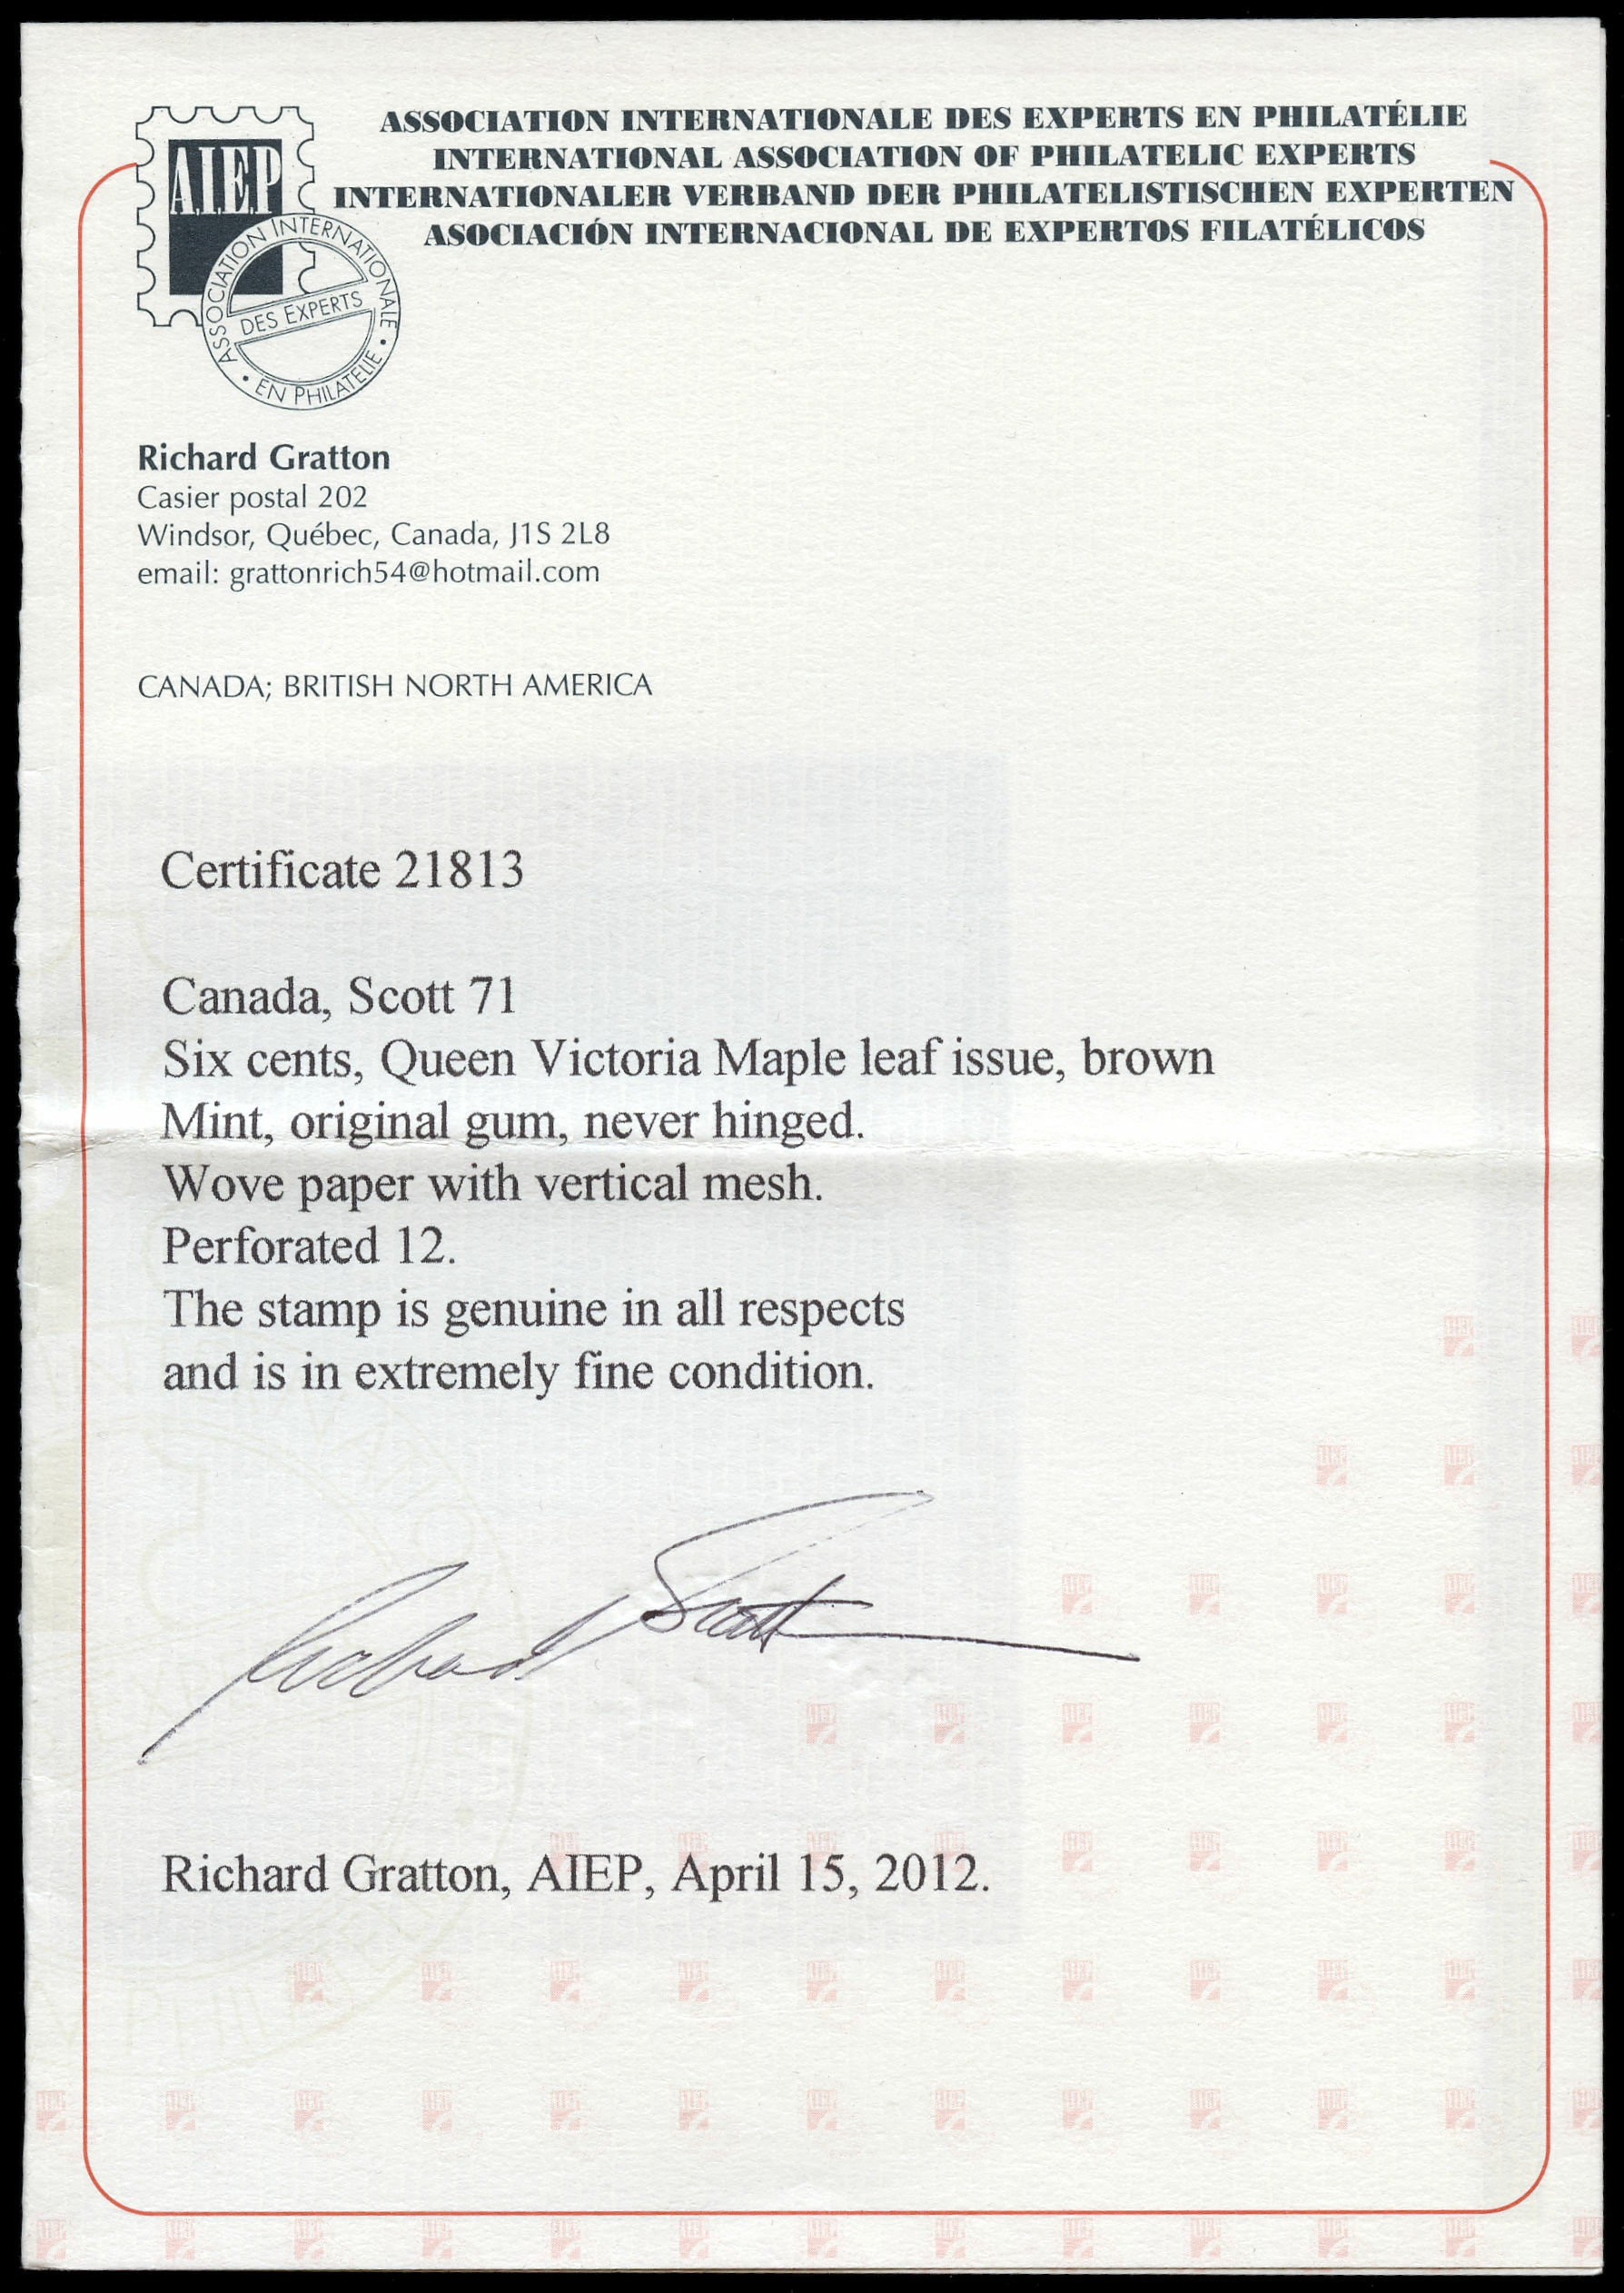 A.I.E.P
ASSOCIATION INTERNATIONALE
DES EXPERTS
• EN PHILATELIE •
ASSOCIATION INTERNATIONALE DES EXPERTS EN PHILATÉLIE
INTERNATIONAL ASSOCIATION OF PHILATELIC EXPERTS
INTERNATIONALER VERBAND DER PHILATELISTISCHEN EXPERTEN
ASOCIACIÓN INTERNACIONAL DE EXPERTOS FILATÉLICOS
Richard Gratton
Casier postal 202
Windsor, Québec, Canada, J1S 2L8
email: grattonrich54@hotmail.com
CANADA; BRITISH NORTH AMERICA
Certificate 21813
Canada, Scott 71
Six cents, Queen Victoria Maple leaf issue, brown
Mint, original gum, never hinged.
Wove paper with vertical mesh.
Perforated 12.
The stamp is genuine in all respects
and is in extremely fine condition.
Richard Gratton, AIEP, April 15, 2012.